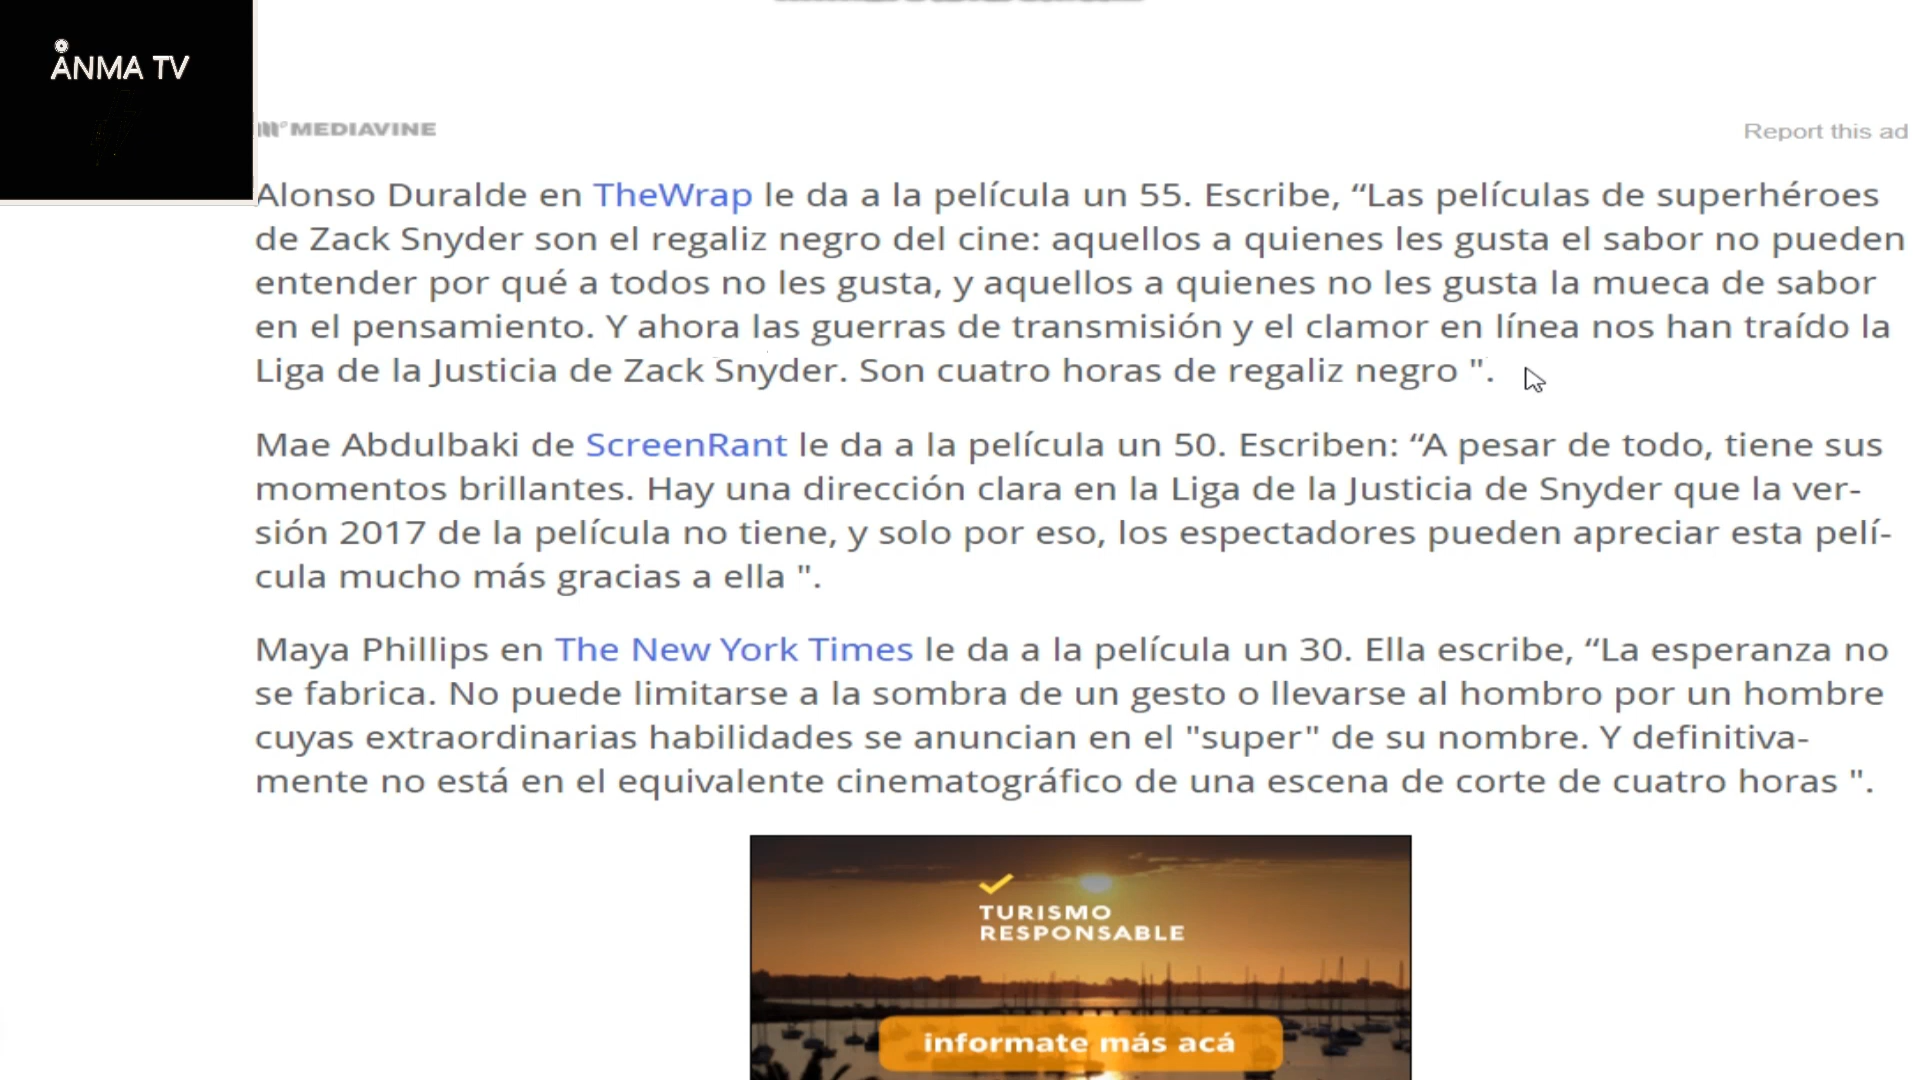 ANMA TV
MEDIAVINE
Report this ad
Alonso Duralde en TheWrap le da a la película un 55. Escribe, “Las películas de superhéroes
de Zack Snyder son el regaliz negro del cine: aquellos a quienes les gusta el sabor no pueden
entender por qué a todos no les gusta, y aquellos a quienes no les gusta la mueca de sabor
en el pensamiento. Y ahora las guerras de transmisión y el clamor en línea nos han traído la
Liga de la Justicia de Zack Snyder. Son cuatro horas de regaliz negro ".
Mae Abdulbaki de ScreenRant le da a la película un 50. Escriben: “A pesar de todo, tiene sus
momentos brillantes. Hay una dirección clara en la Liga de la Justicia de Snyder que la ver-
sión 2017 de la película no tiene, y solo por eso, los espectadores pueden apreciar esta pelí-
cula mucho más gracias a ella ".
Maya Phillips en The New York Times le da a la película un 30. Ella escribe, “La esperanza no
se fabrica. No puede limitarse a la sombra de un gesto o llevarse al hombro por un hombre
cuyas extraordinarias habilidades se anuncian en el "super" de su nombre. Y definitiva-
mente no está en el equivalente cinematográfico de una escena de corte de cuatro horas ".
TURISMO
RESPONSABLE
informate más acá